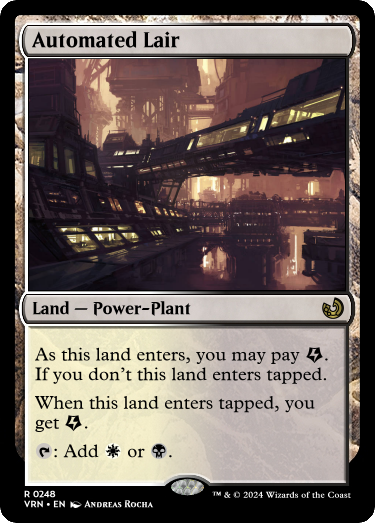 Automated Lair
Land — Power-Plant
As this land enters, you may pay .
If you don't this land enters tapped.
When this land enters tapped, you
get .
: Add or .
R 0248
VRN • EN Andreas Rocha
™ & © 2024 Wizards of the Coast